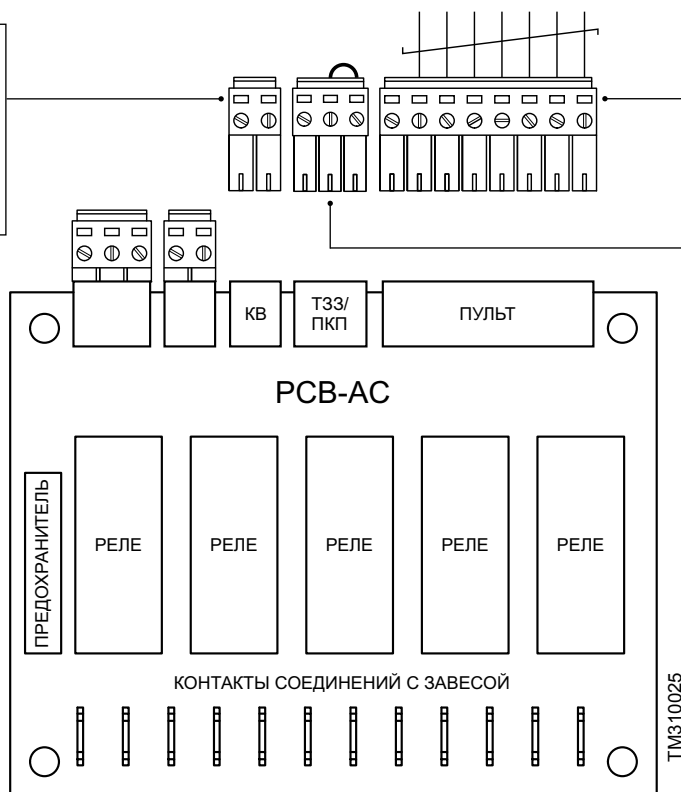 КВ
ТЗЗ/
ПКП
ПУЛЬТ
PCB-AC
ПРЕДОХРАНИТЕЛЬ
РЕЛЕ
РЕЛЕ
РЕЛЕ
РЕЛЕ
РЕЛЕ
КОНТАКТЫ СОЕДИНЕНИЙ С ЗАВЕСОЙ
TM310025